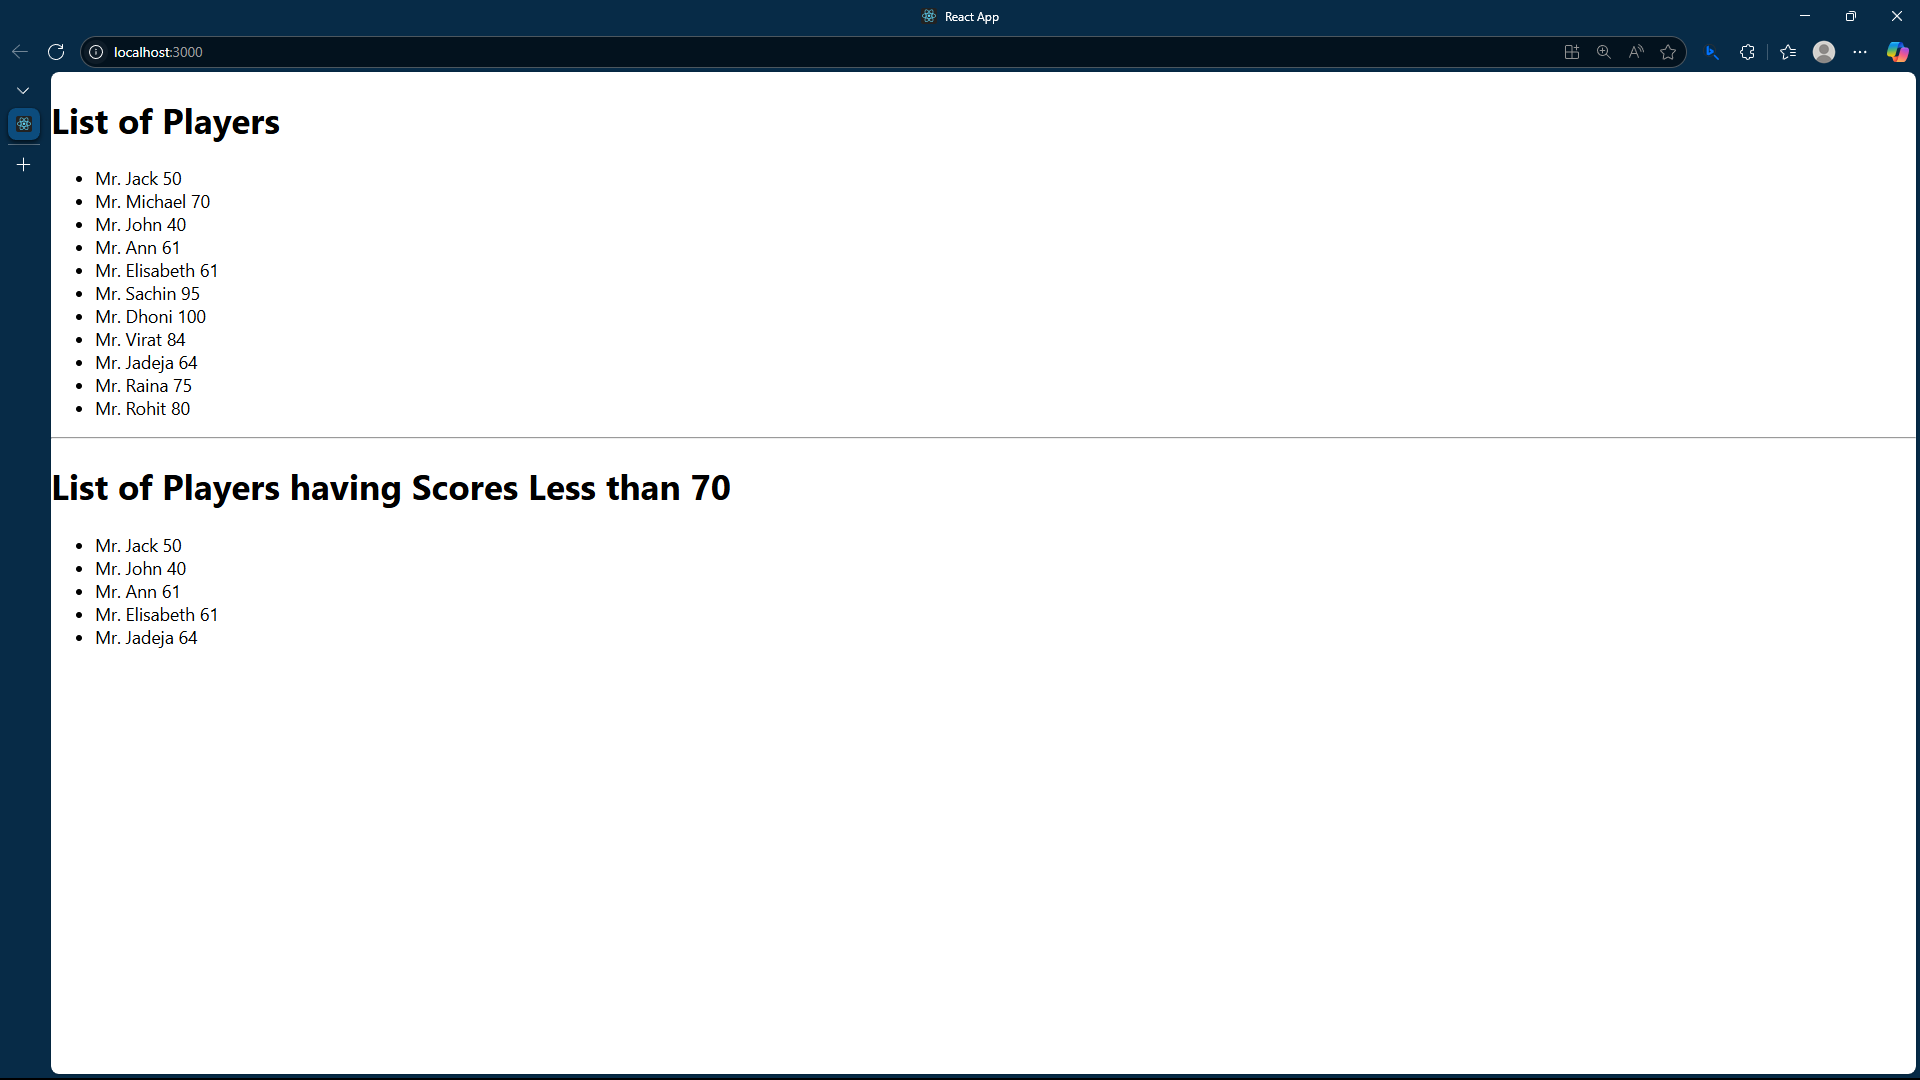 React App
localhost:3000
List of Players
Mr. Jack 50
Mr. Michael 70
Mr. John 40
Mr. Ann 61
Mr. Elisabeth 61
Mr. Sachin 95
Mr. Dhoni 100
Mr. Virat 84
Mr. Jadeja 64
Mr. Raina 75
Mr. Rohit 80
List of Players having Scores Less than 70
Mr. Jack 50
Mr. John 40
Mr. Ann 61
Mr. Elisabeth 61
Mr. Jadeja 64